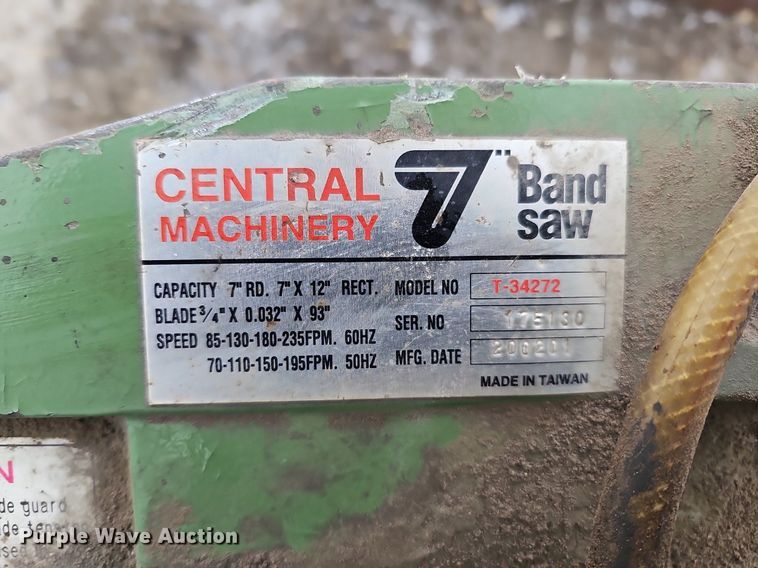 CENTRAL
MACHINERY
7" Band
saw
CAPACITY 7" RD. 7" X 12" RECT.
BLADE 3/4" X 0.032" X 93"
SPEED 85-130-180-235FPM. 60HZ
70-110-150-195FPM. 50HZ
MODEL NO T-34272
SER. NO 175130
MFG. DATE 200201
MADE IN TAIWAN
N
de guard
de
used
Purple Wave Auction